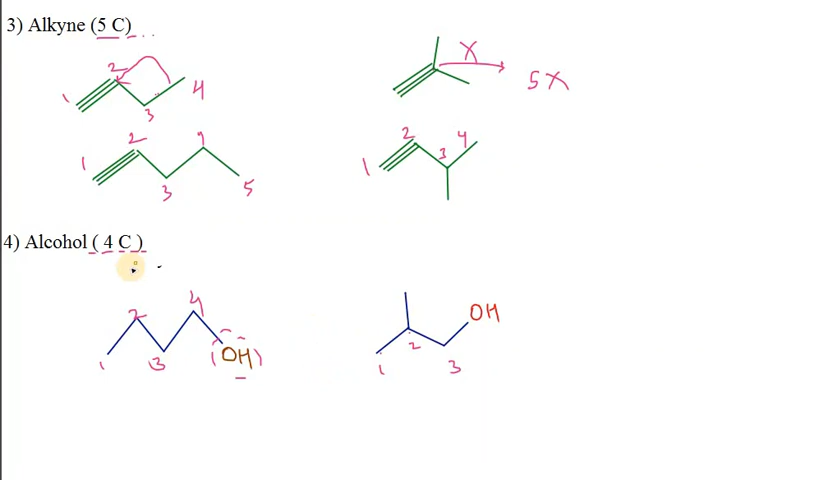 3) Alkyne (5 C)
1 2 3 4
X
5X
1 2 3 4 5
1 2 3 4
4) Alcohol ( 4 C )
1 2 3 4 (OH)
1 2 3 OH